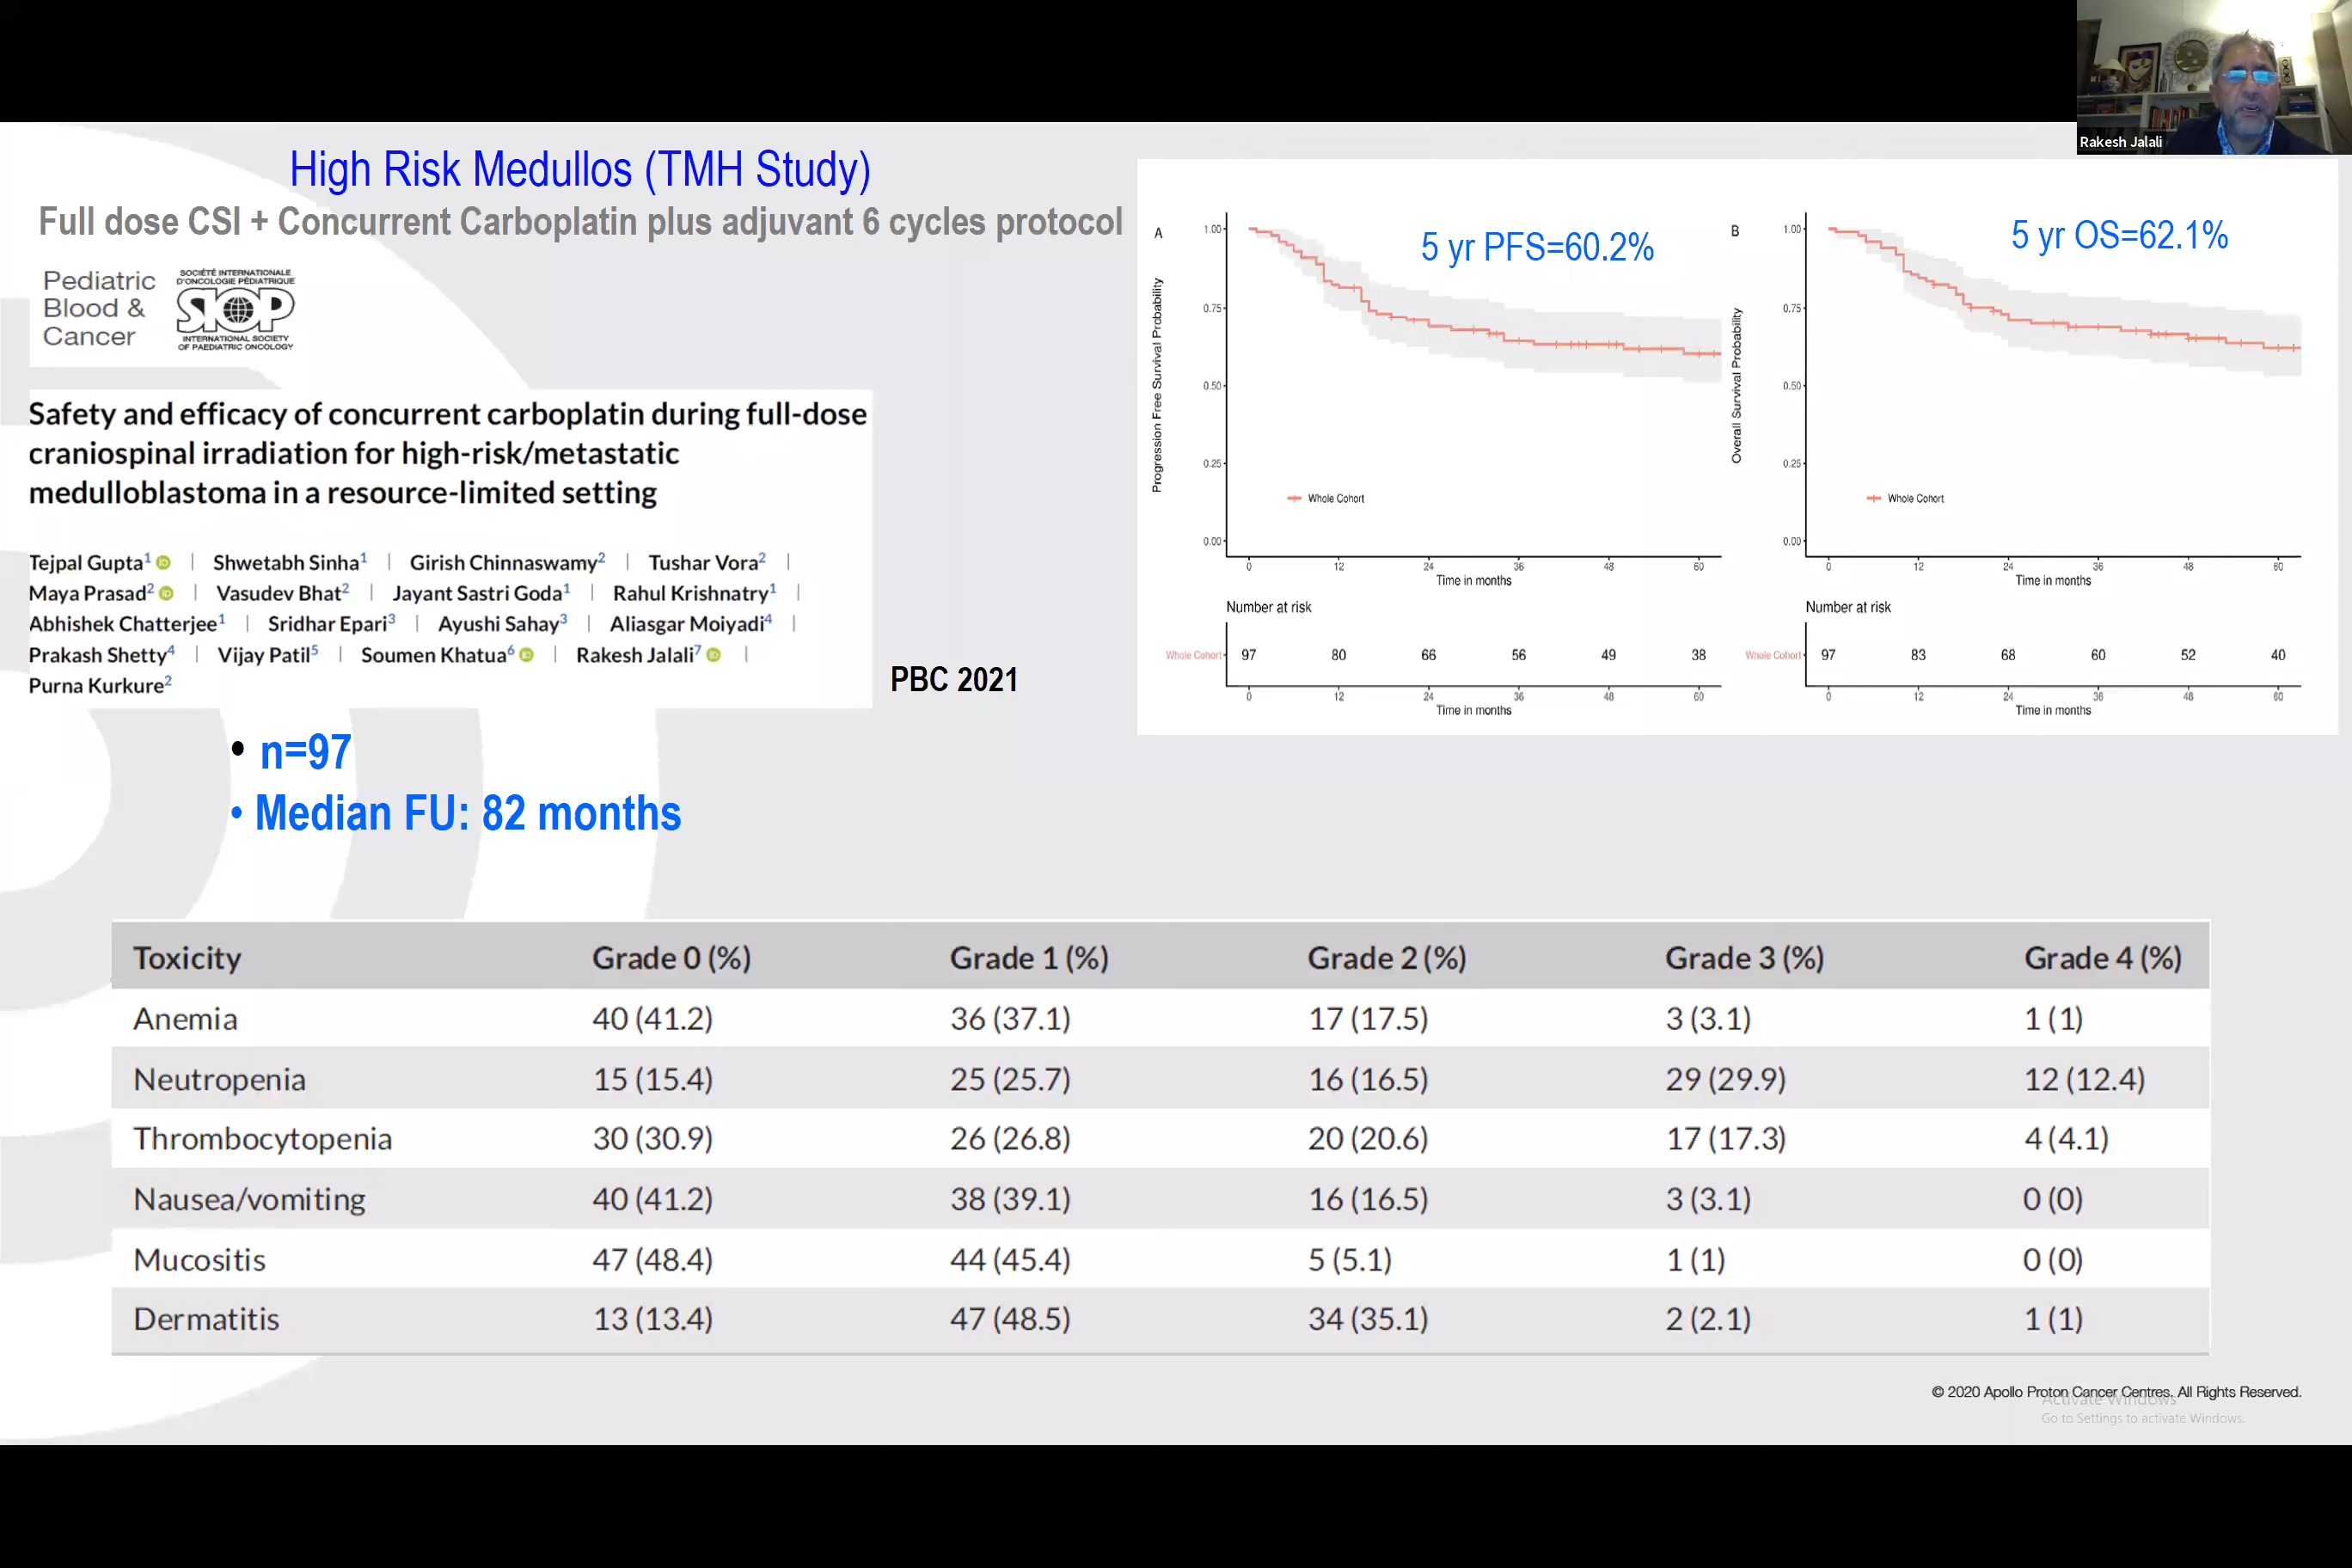 Rakesh Jalali
High Risk Medullos (TMH Study)
Full dose CSI + Concurrent Carboplatin plus adjuvant 6 cycles protocol
Pediatric
Blood &
Cancer
SOCIÉTÉ INTERNATIONALE
D'ONCOLOGIE PÉDIATRIQUE
SIOP
INTERNATIONAL SOCIETY
OF PAEDIATRIC ONCOLOGY
Safety and efficacy of concurrent carboplatin during full-dose
craniospinal irradiation for high-risk/metastatic
medulloblastoma in a resource-limited setting
Tejpal Gupta1 iD | Shwetabh Sinha1 | Girish Chinnaswamy2 | Tushar Vora2 |
Maya Prasad2 iD | Vasudev Bhat2 | Jayant Sastri Goda1 | Rahul Krishnatry1 |
Abhishek Chatterjee1 | Sridhar Epari3 | Ayushi Sahay3 | Aliasgar Moiyadi4 |
Prakash Shetty4 | Vijay Patil5 | Soumen Khatua6 iD | Rakesh Jalali7 iD |
Purna Kurkure2
PBC 2021
• n=97
• Median FU: 82 months
A
5 yr PFS=60.2%
Progression Free Survival Probability
1.00
0.75
0.50
0.25
0.00
Whole Cohort
0 12 24 36 48 60
Time in months
Number at risk
Whole Cohort 97 80 66 56 49 38
0 12 24 36 48 60
Time in months
B
5 yr OS=62.1%
Overall Survival Probability
1.00
0.75
0.50
0.25
0.00
Whole Cohort
0 12 24 36 48 60
Time in months
Number at risk
Whole Cohort 97 83 68 60 52 40
0 12 24 36 48 60
Time in months
Toxicity Grade 0 (%) Grade 1 (%) Grade 2 (%) Grade 3 (%) Grade 4 (%)
Anemia 40 (41.2) 36 (37.1) 17 (17.5) 3 (3.1) 1 (1)
Neutropenia 15 (15.4) 25 (25.7) 16 (16.5) 29 (29.9) 12 (12.4)
Thrombocytopenia 30 (30.9) 26 (26.8) 20 (20.6) 17 (17.3) 4 (4.1)
Nausea/vomiting 40 (41.2) 38 (39.1) 16 (16.5) 3 (3.1) 0 (0)
Mucositis 47 (48.4) 44 (45.4) 5 (5.1) 1 (1) 0 (0)
Dermatitis 13 (13.4) 47 (48.5) 34 (35.1) 2 (2.1) 1 (1)
© 2020 Apollo Proton Cancer Centres. All Rights Reserved.
Activate Windows
Go to Settings to activate Windows.